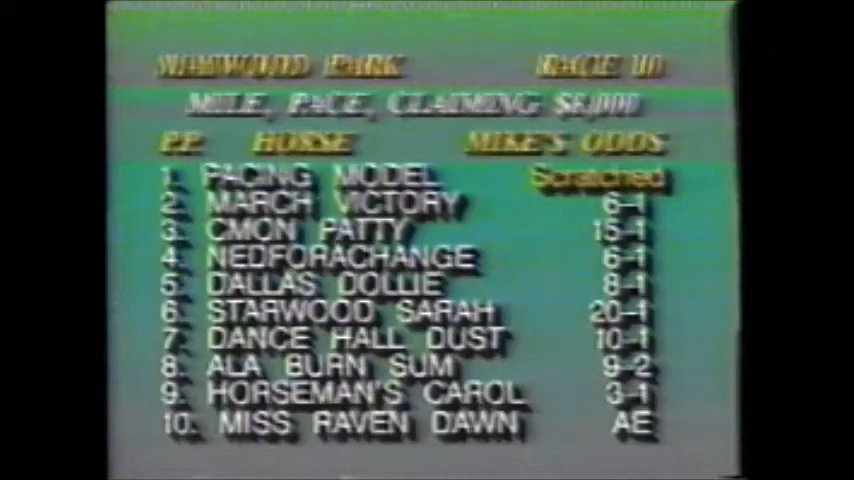 MAYWOOD PARK RACE 10
MILE, PACE, CLAIMING $6,000
P.P. HORSE MIKE'S ODDS
1. PACING MODEL Scratched
2. MARCH VICTORY 6-1
3. CMON PATTY 15-1
4. NEDFORACHANGE 6-1
5. DALLAS DOLLIE 8-1
6. STARWOOD SARAH 20-1
7. DANCE HALL DUST 10-1
8. ALA BURN SUM 9-2
9. HORSEMAN'S CAROL 3-1
10. MISS RAVEN DAWN AE